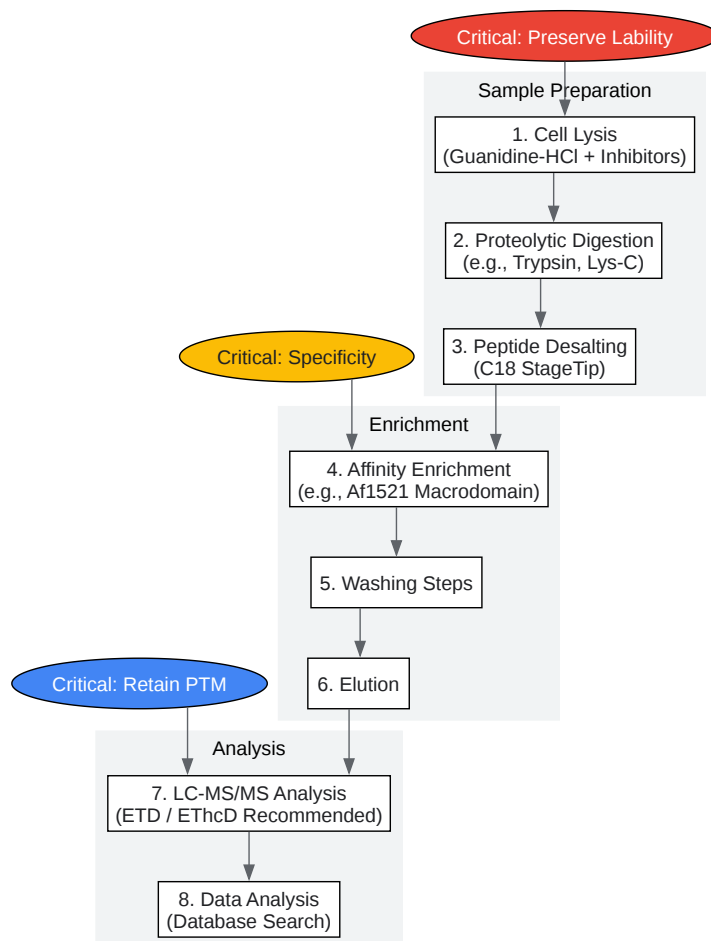 Critical: Preserve Lability
Sample Preparation
1. Cell Lysis
(Guanidine-HCl + Inhibitors)
2. Proteolytic Digestion
(e.g., Trypsin, Lys-C)
3. Peptide Desalting
(C18 StageTip)
Critical: Specificity
Enrichment
4. Affinity Enrichment
(e.g., Af1521 Macrodomain)
5. Washing Steps
6. Elution
Critical: Retain PTM
Analysis
7. LC-MS/MS Analysis
(ETD / EThcD Recommended)
8. Data Analysis
(Database Search)